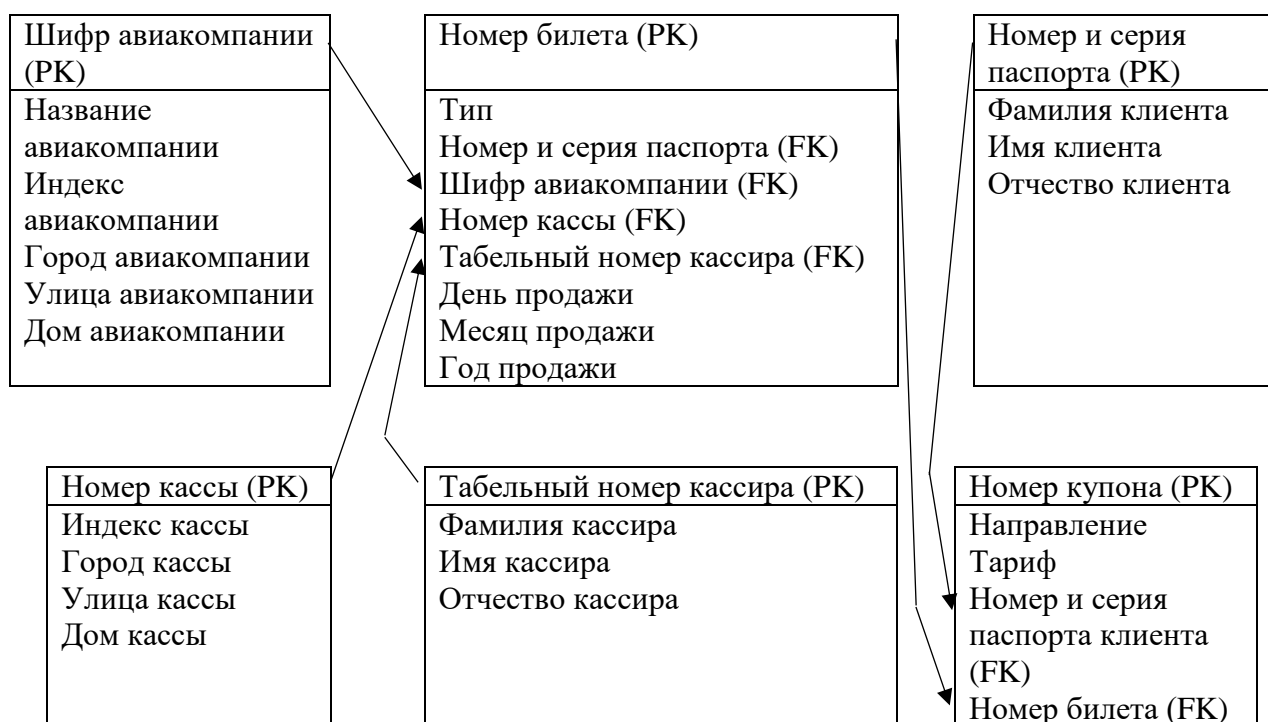 Шифр авиакомпании
(PK)
Название
авиакомпании
Индекс
авиакомпании
Город авиакомпании
Улица авиакомпании
Дом авиакомпании
Номер билета (PK)
Тип
Номер и серия паспорта (FK)
Шифр авиакомпании (FK)
Номер кассы (FK)
Табельный номер кассира (FK)
День продажи
Месяц продажи
Год продажи
Номер и серия
паспорта (PK)
Фамилия клиента
Имя клиента
Отчество клиента
Номер кассы (PK)
Индекс кассы
Город кассы
Улица кассы
Дом кассы
Табельный номер кассира (PK)
Фамилия кассира
Имя кассира
Отчество кассира
Номер купона (PK)
Направление
Тариф
Номер и серия
паспорта клиента
(FK)
Номер билета (FK)